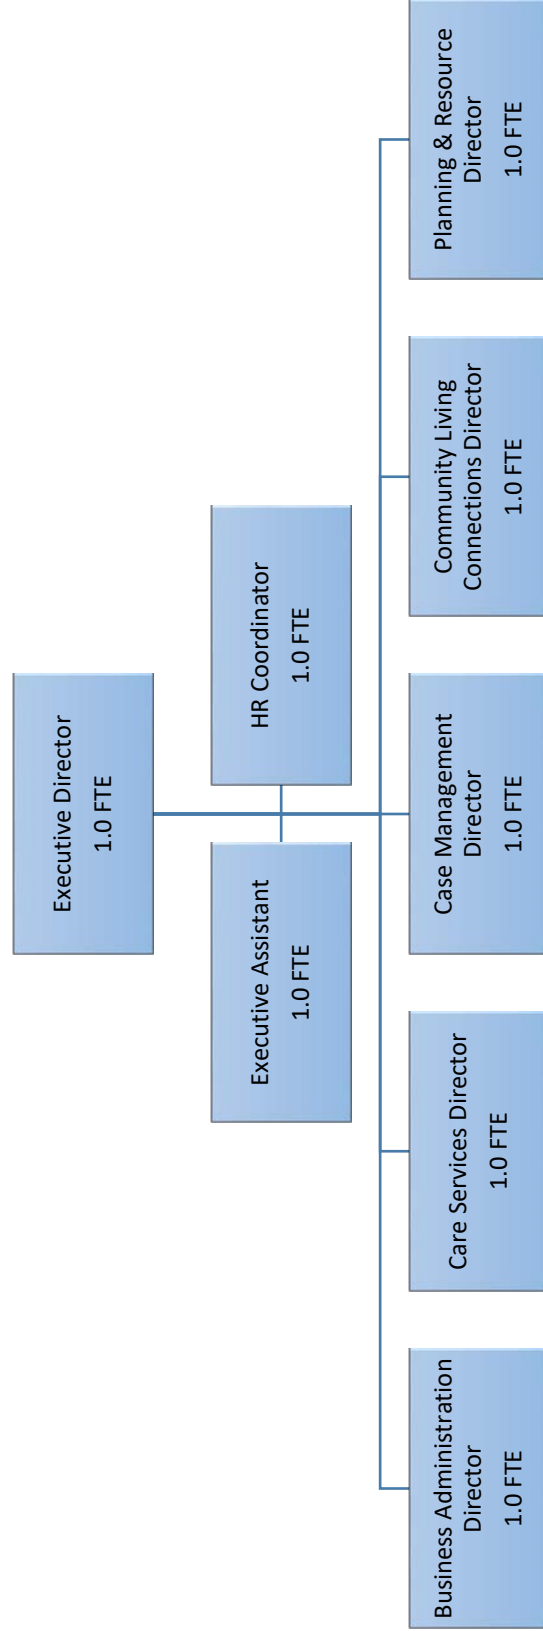 Executive Director
1.0 FTE
Executive Assistant
1.0 FTE
HR Coordinator
1.0 FTE
Business Administration
Director
1.0 FTE
Care Services Director
1.0 FTE
Case Management
Director
1.0 FTE
Community Living
Connections Director
1.0 FTE
Planning & Resource
Director
1.0 FTE